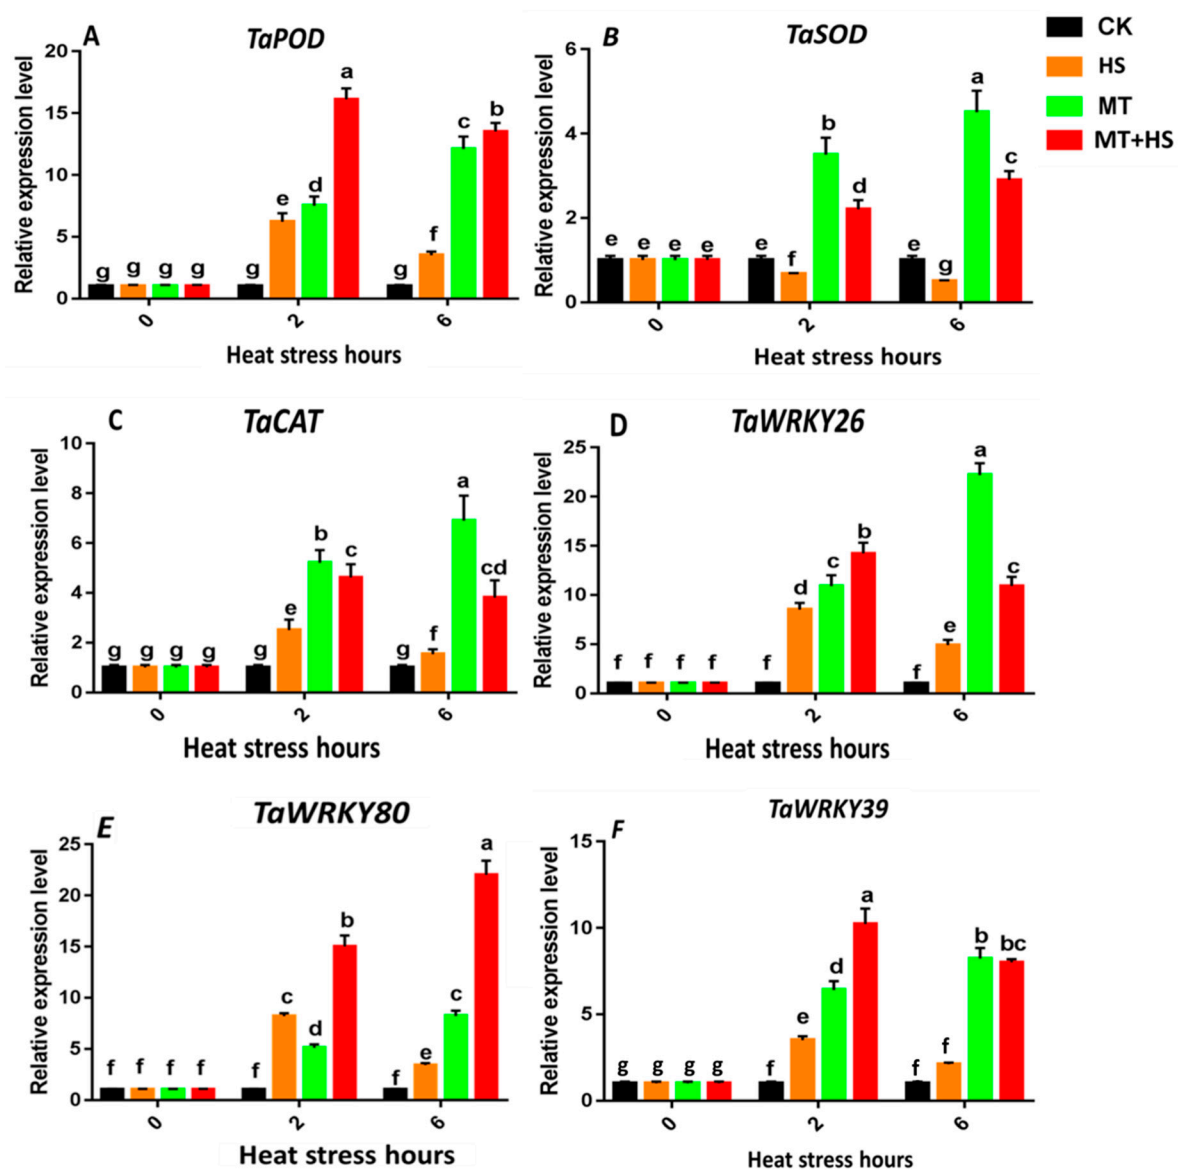 A TaPOD
Relative expression level
20
15
10
5
0
g g g g
g e d a
g f c b
0 2 6
Heat stress hours
B TaSOD
Relative expression level
6
4
2
0
e e e e
e f b d
e g a c
0 2 6
Heat stress hours
CK
HS
MT
MT+HS
C TaCAT
Relative expression level
10
8
6
4
2
0
g g g g
g e b c
g f a cd
0 2 6
Heat stress hours
D TaWRKY26
Relative expression level
25
20
15
10
5
0
f f f f
f d c b
f e a c
0 2 6
Heat stress hours
E TaWRKY80
Relative expression level
25
20
15
10
5
0
f f f f
f c d b
f e c a
0 2 6
Heat stress hours
F TaWRKY39
Relative expression level
15
10
5
0
g g g g
f e d a
f f b bc
0 2 6
Heat stress hours